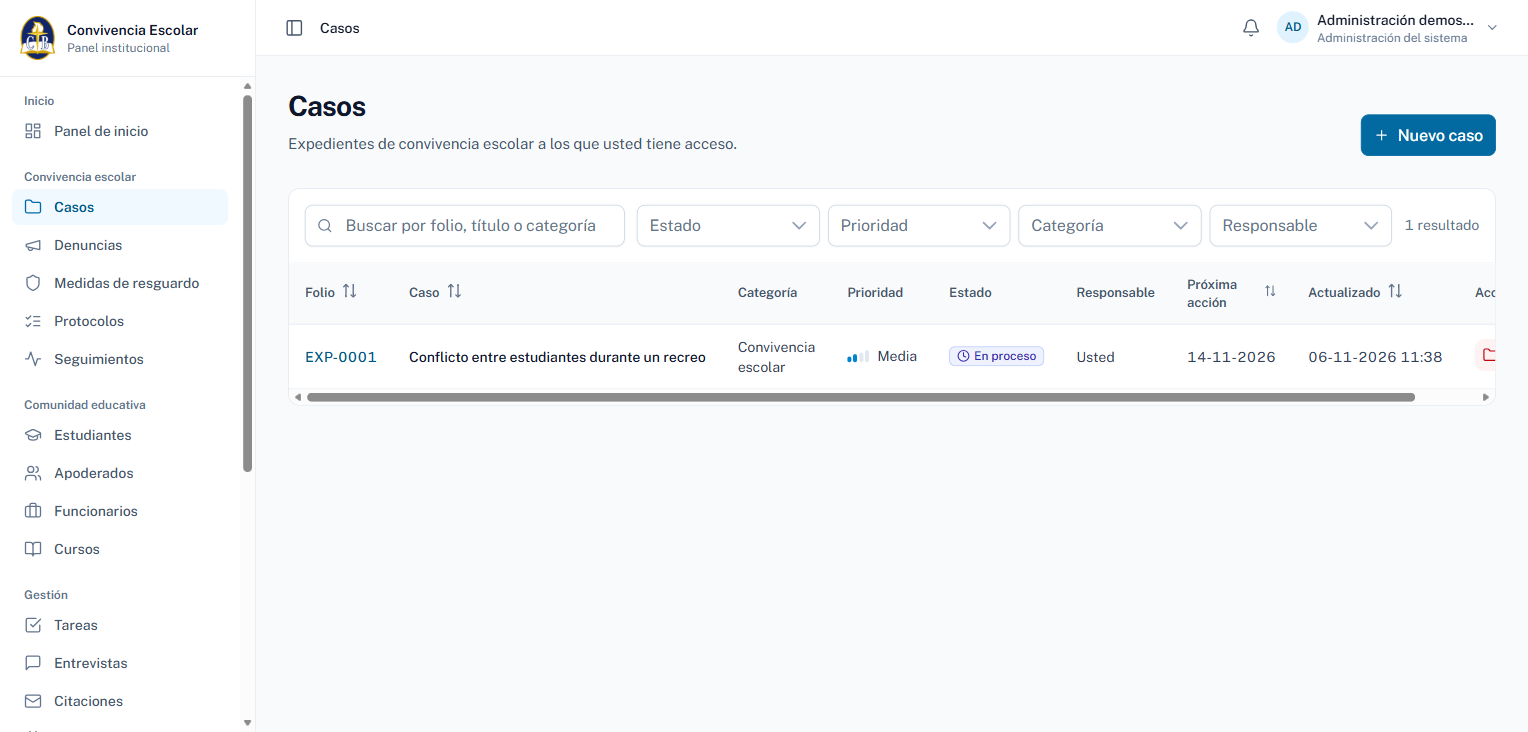 Convivencia Escolar
Panel institucional
Casos
AD
Administración demos...
Administración del sistema
Inicio
Panel de inicio
Convivencia escolar
Casos
Denuncias
Medidas de resguardo
Protocolos
Seguimientos
Comunidad educativa
Estudiantes
Apoderados
Funcionarios
Cursos
Gestión
Tareas
Entrevistas
Citaciones
Casos
Expedientes de convivencia escolar a los que usted tiene acceso.
+ Nuevo caso
Buscar por folio, título o categoría
Estado
Prioridad
Categoría
Responsable
1 resultado
Folio
Caso
Categoría
Prioridad
Estado
Responsable
Próxima
acción
Actualizado
Acc
EXP-0001
Conflicto entre estudiantes durante un recreo
Convivencia
escolar
Media
En proceso
Usted
14-11-2026
06-11-2026 11:38